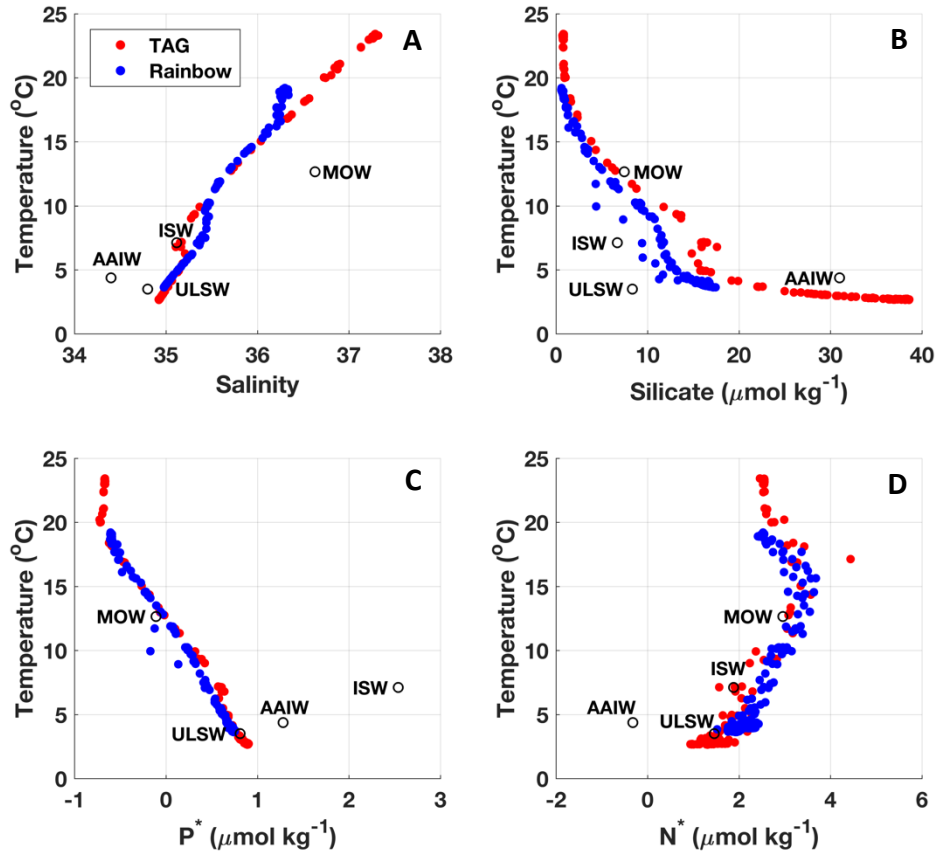 A
TAG
Rainbow
MOW
ISW
AAIW
ULSW
25
20
15
10
5
0
34
35
36
37
38
Temperature (°C)
Salinity
B
MOW
ISW
ULSW
AAIW
25
20
15
10
5
0
0
10
20
30
40
Temperature (°C)
Silicate (μmol kg⁻¹)
C
MOW
ISW
AAIW
ULSW
25
20
15
10
5
0
-1
0
1
2
3
Temperature (°C)
P* (μmol kg⁻¹)
D
MOW
ISW
AAIW
ULSW
25
20
15
10
5
0
-2
0
2
4
6
Temperature (°C)
N* (μmol kg⁻¹)